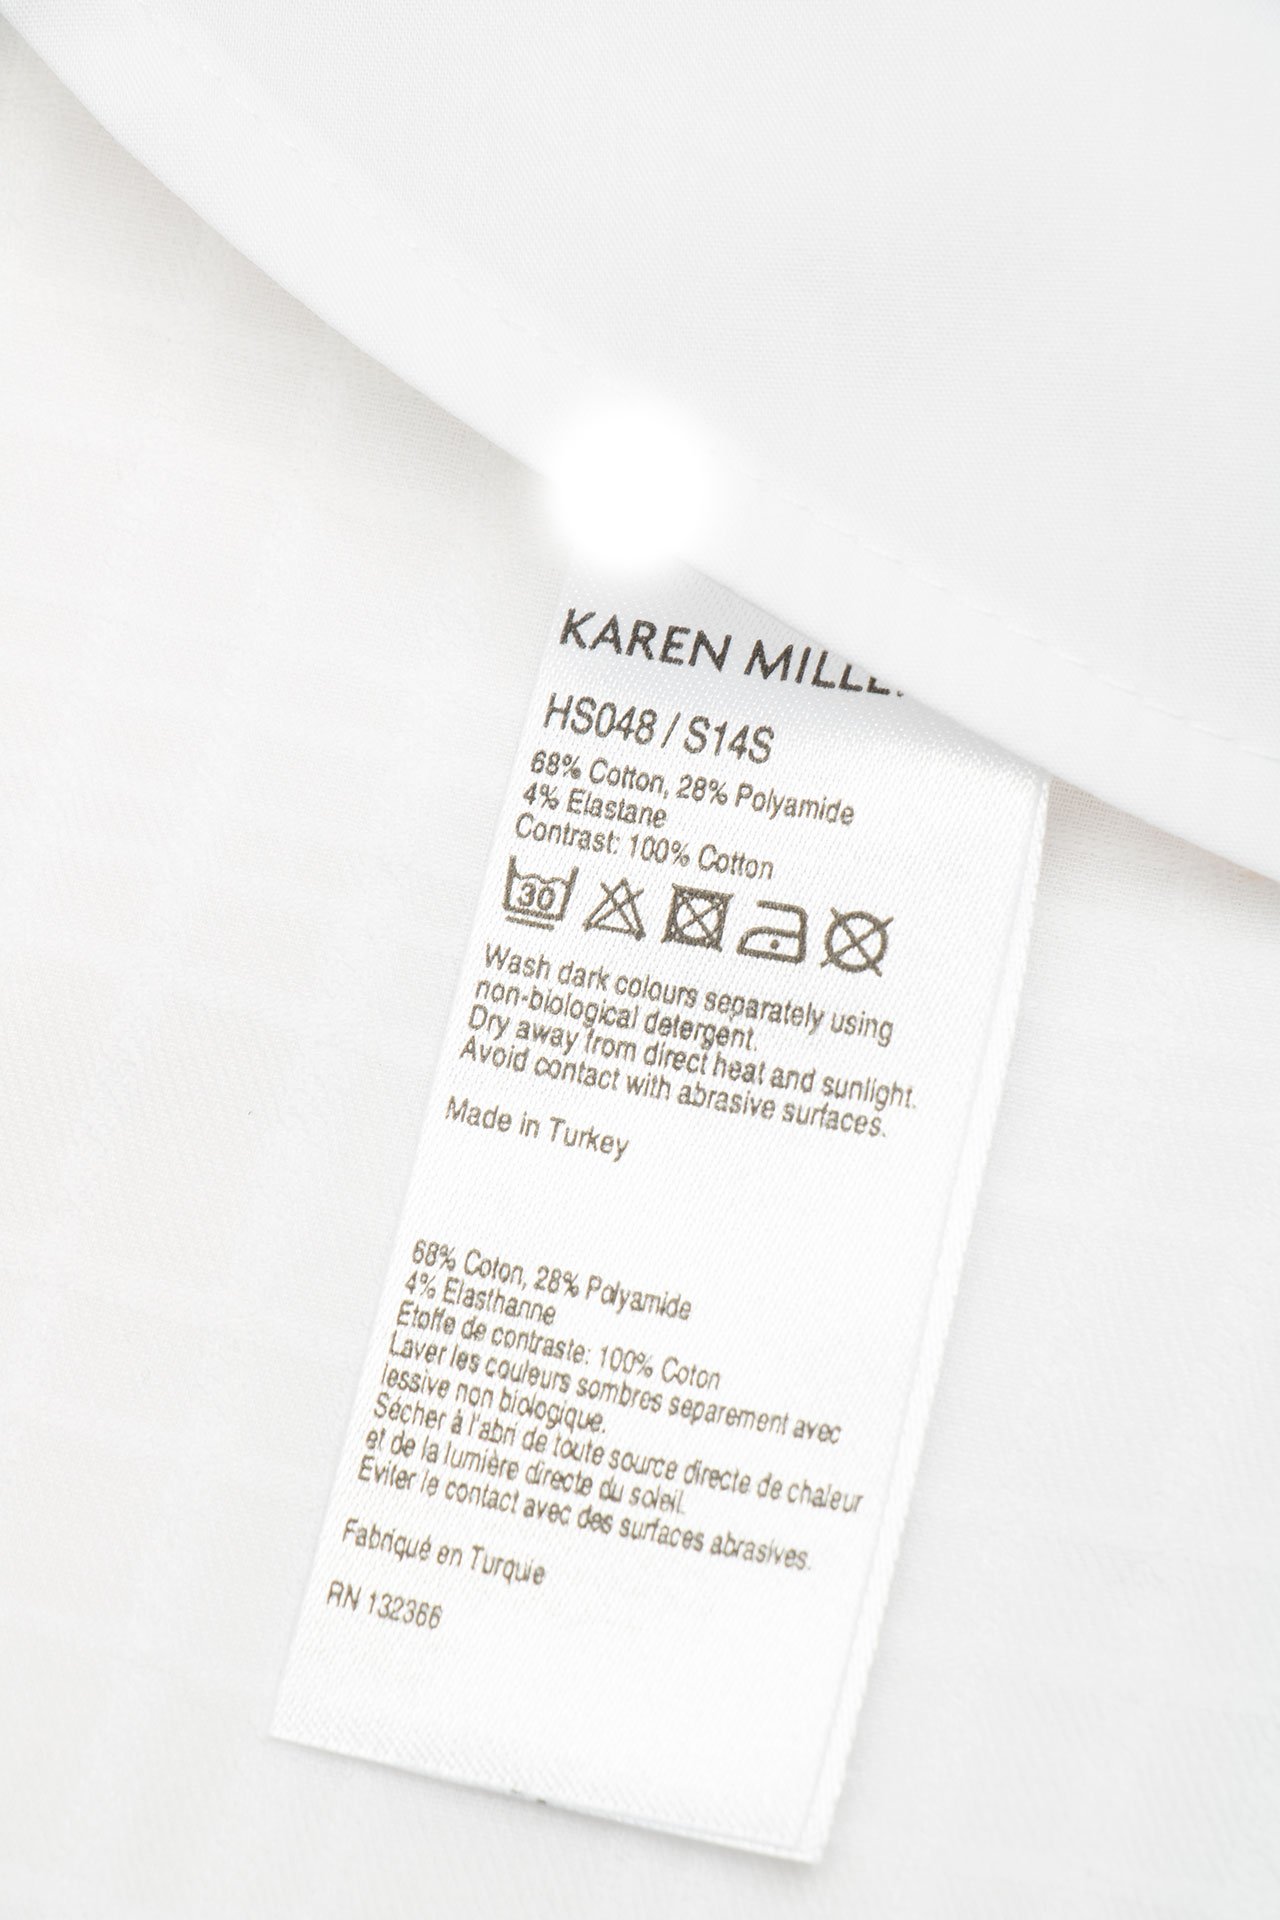 KAREN MILLE
HS048 / S14S
68% Cotton, 28% Polyamide
4% Elastane
Contrast: 100% Cotton
30
Wash dark colours separately using
non-biological detergent.
Dry away from direct heat and sunlight.
Avoid contact with abrasive surfaces.
Made in Turkey
68% Coton, 28% Polyamide
4% Elasthanne
Etoffe de contraste: 100% Coton
Laver les couleurs sombres separement avec
lessive non biologique.
Sécher à l'abri de toute source directe de chaleur
et de la lumière directe du soleil.
Eviter le contact avec des surfaces abrasives.
Fabriqué en Turquie
RN 132366